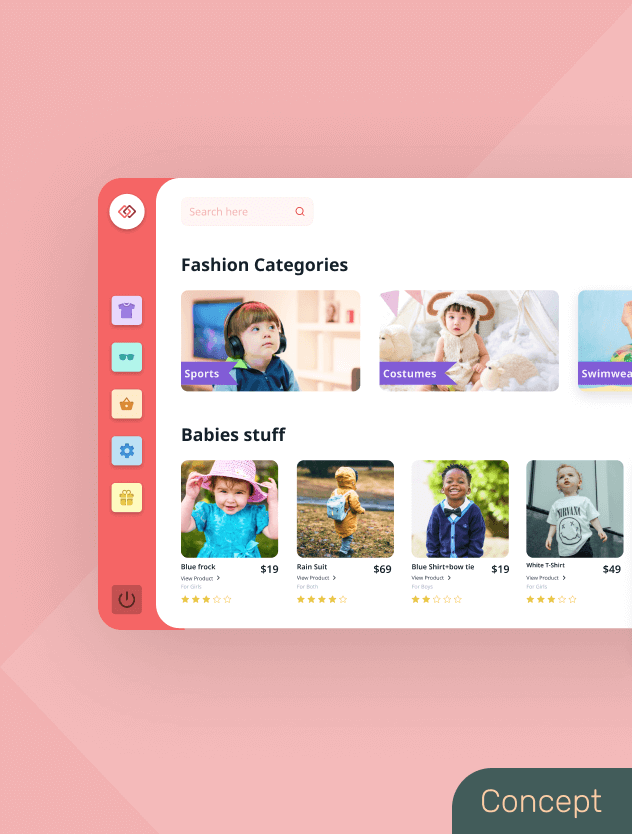 Search here
Fashion Categories
Sports
Costumes
Swimwea
Babies stuff
Blue frock
$19
View Product
For Girls
Rain Suit
$69
View Product
For Both
Blue Shirt+bow tie
$19
View Product
For Boys
NIRVANA
White T-Shirt
$49
View Product
For Girls
Concept